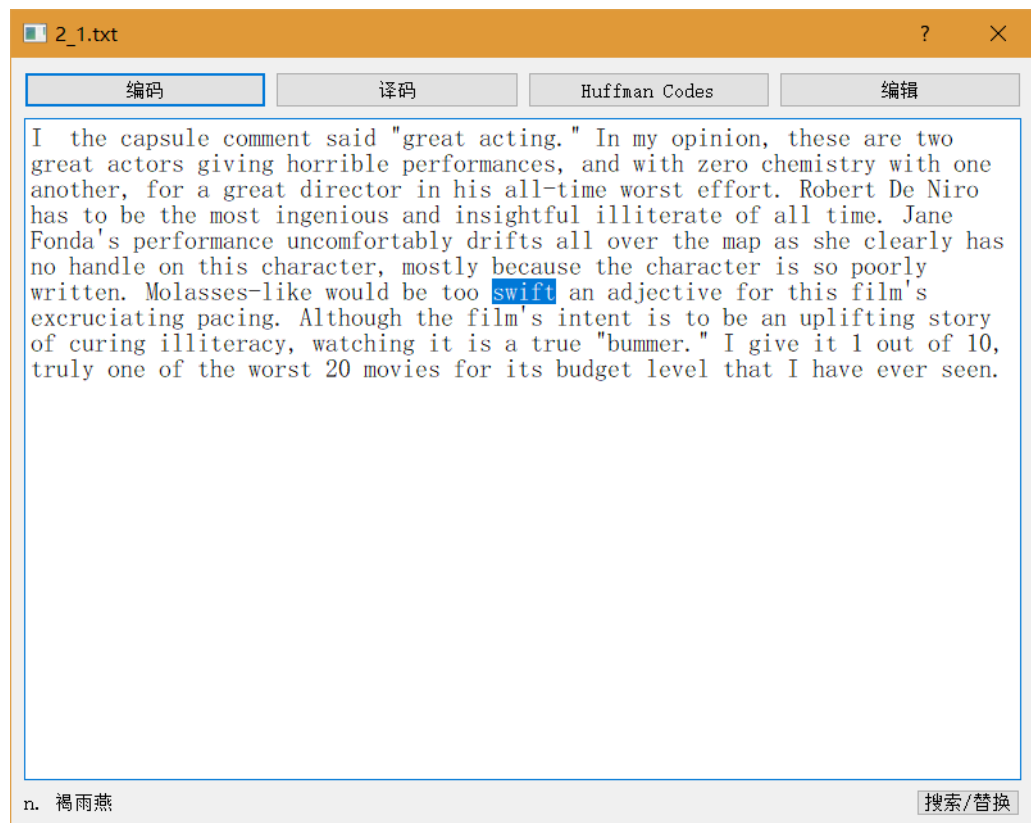 2_1.txt
?
编码 译码 Huffman Codes 编辑
I  the capsule comment said "great acting." In my opinion, these are two
great actors giving horrible performances, and with zero chemistry with one
another, for a great director in his all-time worst effort. Robert De Niro
has to be the most ingenious and insightful illiterate of all time. Jane
Fonda's performance uncomfortably drifts all over the map as she clearly has
no handle on this character, mostly because the character is so poorly
written. Molasses-like would be too swift an adjective for this film's
excruciating pacing. Although the film's intent is to be an uplifting story
of curing illiteracy, watching it is a true "bummer." I give it 1 out of 10,
truly one of the worst 20 movies for its budget level that I have ever seen.
n. 褐雨燕
搜索/替换